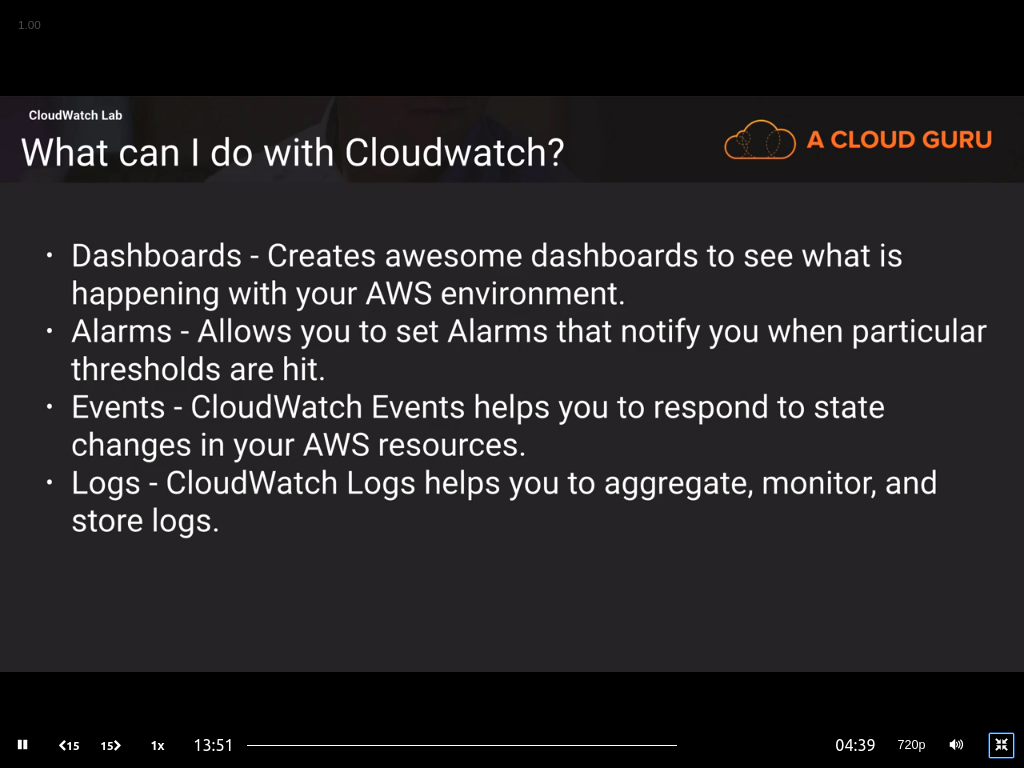 1.00
CloudWatch Lab
What can I do with Cloudwatch?
A CLOUD GURU
• Dashboards - Creates awesome dashboards to see what is
happening with your AWS environment.
• Alarms - Allows you to set Alarms that notify you when particular
thresholds are hit.
• Events - CloudWatch Events helps you to respond to state
changes in your AWS resources.
• Logs - CloudWatch Logs helps you to aggregate, monitor, and
store logs.
15 15 1x 13:51 04:39 720p